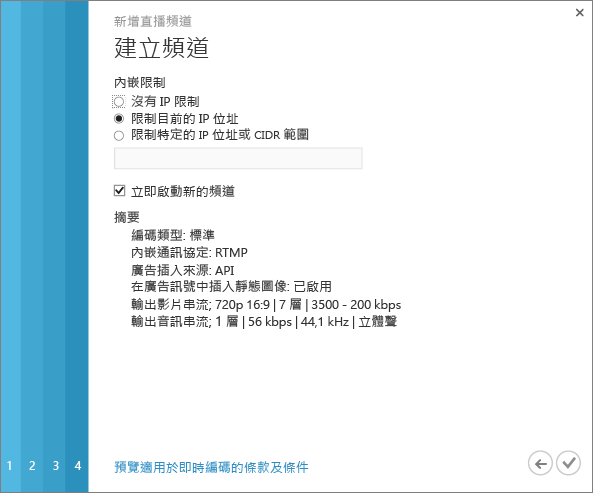 新增直播頻道
建立頻道
內嵌限制
沒有 IP 限制
限制目前的 IP 位址
限制特定的 IP 位址或 CIDR 範圍
立即啟動新的頻道
摘要
編碼類型: 標準
內嵌通訊協定: RTMP
廣告插入來源: API
在廣告訊號中插入靜態圖像: 已啟用
輸出影片串流; 720p 16:9 | 7 層 | 3500 - 200 kbps
輸出音訊串流; 1 層 | 56 kbps | 44,1 kHz | 立體聲
1 2 3 4
預覽適用於即時編碼的條款及條件